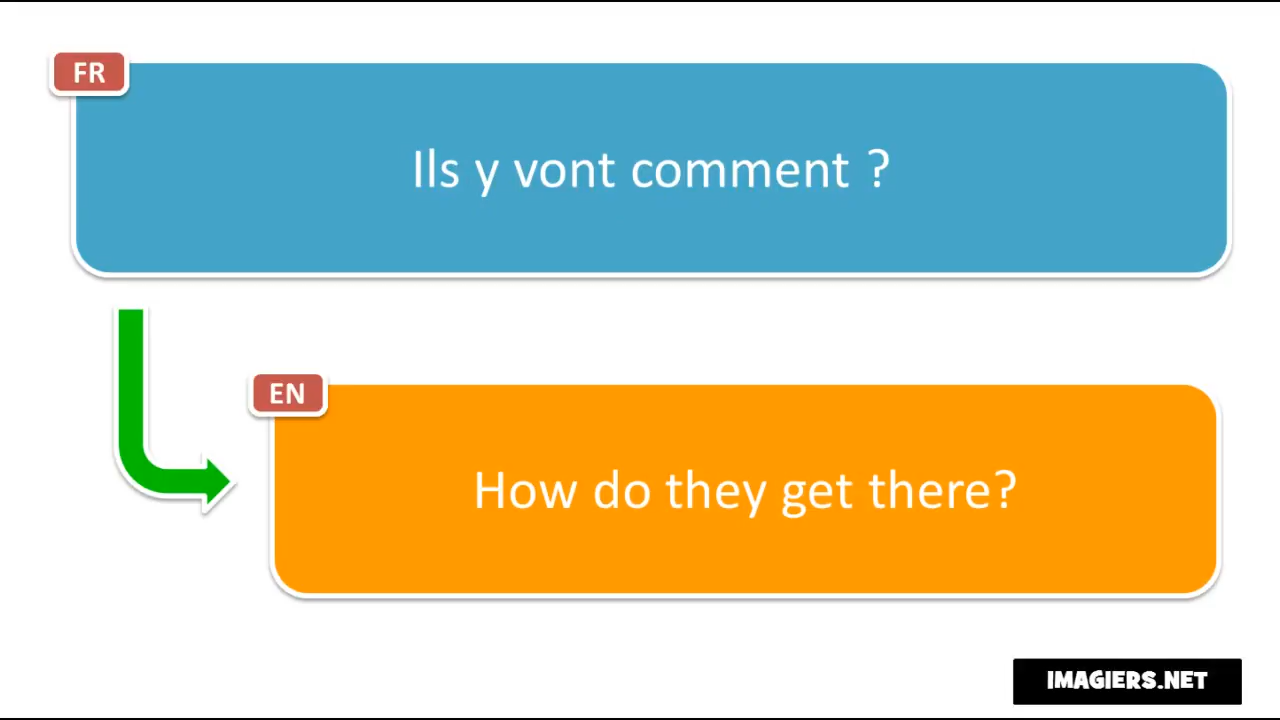 FR
Ils y vont comment ?
EN
How do they get there?
IMAGIERS.NET